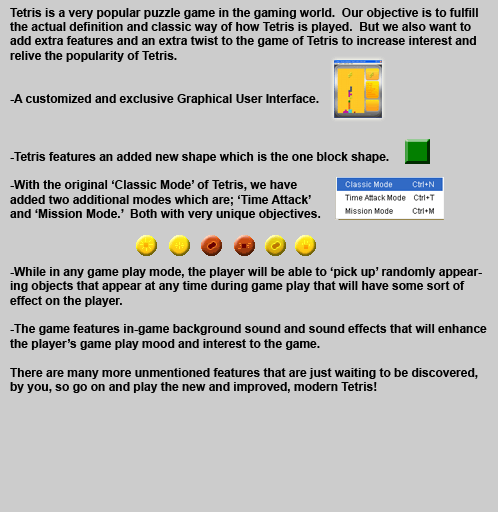 Tetris is a very popular puzzle game in the gaming world.  Our objective is to fulfill
the actual definition and classic way of how Tetris is played.  But we also want to
add extra features and an extra twist to the game of Tetris to increase interest and
relive the popularity of Tetris.
-A customized and exclusive Graphical User Interface.
-Tetris features an added new shape which is the one block shape.
-With the original ‘Classic Mode’ of Tetris, we have
added two additional modes which are; ‘Time Attack’
and ‘Mission Mode.’  Both with very unique objectives.
Classic Mode Ctrl+N
Time Attack Mode Ctrl+T
Mission Mode Ctrl+M
-While in any game play mode, the player will be able to ‘pick up’ randomly appear-
ing objects that appear at any time during game play that will have some sort of
effect on the player.
-The game features in-game background sound and sound effects that will enhance
the player’s game play mood and interest to the game.
There are many more unmentioned features that are just waiting to be discovered,
by you, so go on and play the new and improved, modern Tetris!